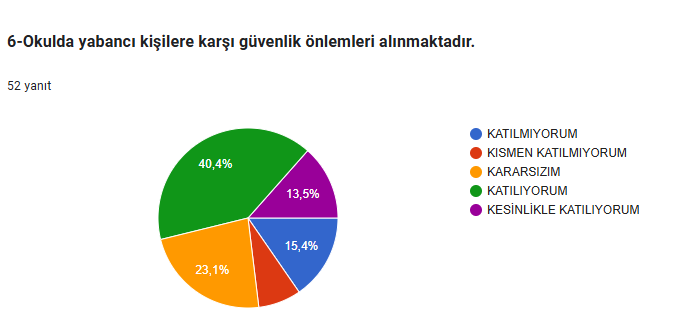 6-Okulda yabancı kişilere karşı güvenlik önlemleri alınmaktadır.
52 yanıt
40,4%
13,5%
15,4%
23,1%
KATILMIYORUM
KISMEN KATILMIYORUM
KARARSIZIM
KATILIYORUM
KESİNLİKLE KATILIYORUM